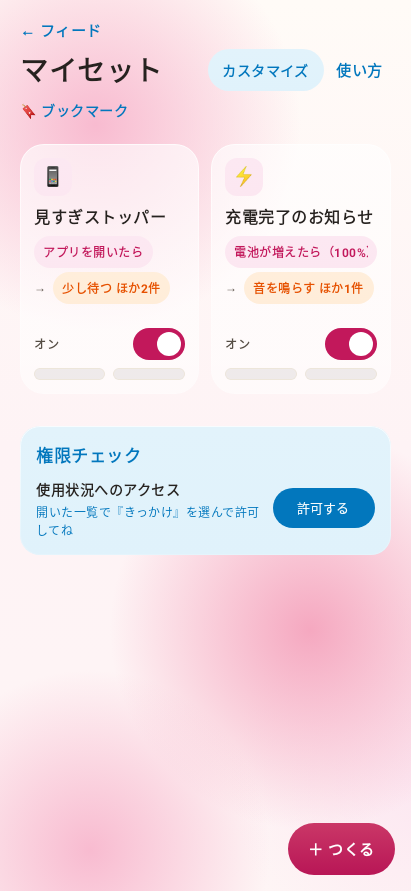 ← フィード
マイセット
カスタマイズ
使い方
ブックマーク
見すぎストッパー
アプリを開いたら
→ 少し待つ ほか2件
オン
充電完了のお知らせ
電池が増えたら（100%）
→ 音を鳴らす ほか1件
オン
権限チェック
使用状況へのアクセス
開いた一覧で『きっかけ』を選んで許可
してね
許可する
＋ つくる